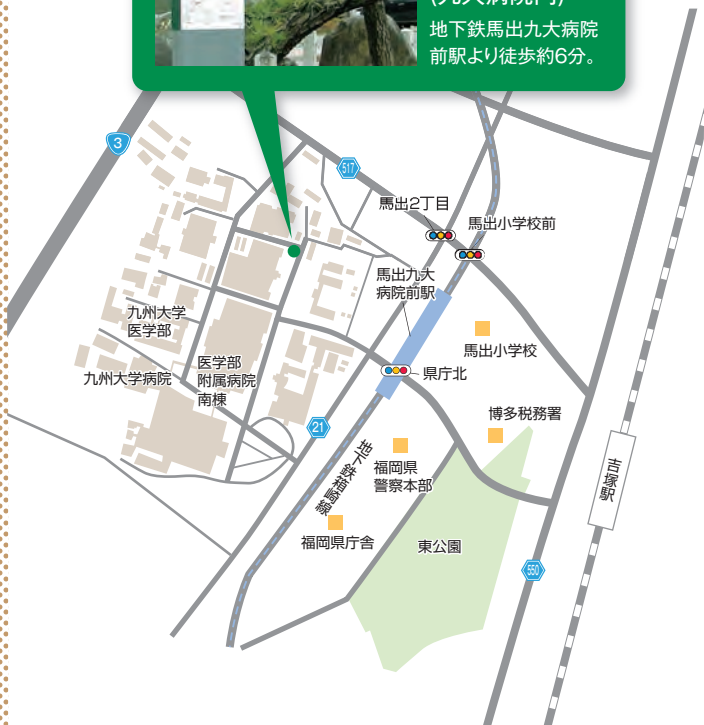 地下鉄馬出九大病院
前駅より徒歩約6分。
3
517
馬出2丁目
馬出小学校前
馬出九大
病院前駅
九州大学
医学部
馬出小学校
九州大学病院
医学部
附属病院
南棟
県庁北
博多税務署
21
地下鉄箱崎線
福岡県
警察本部
吉塚駅
福岡県庁舎
東公園
550